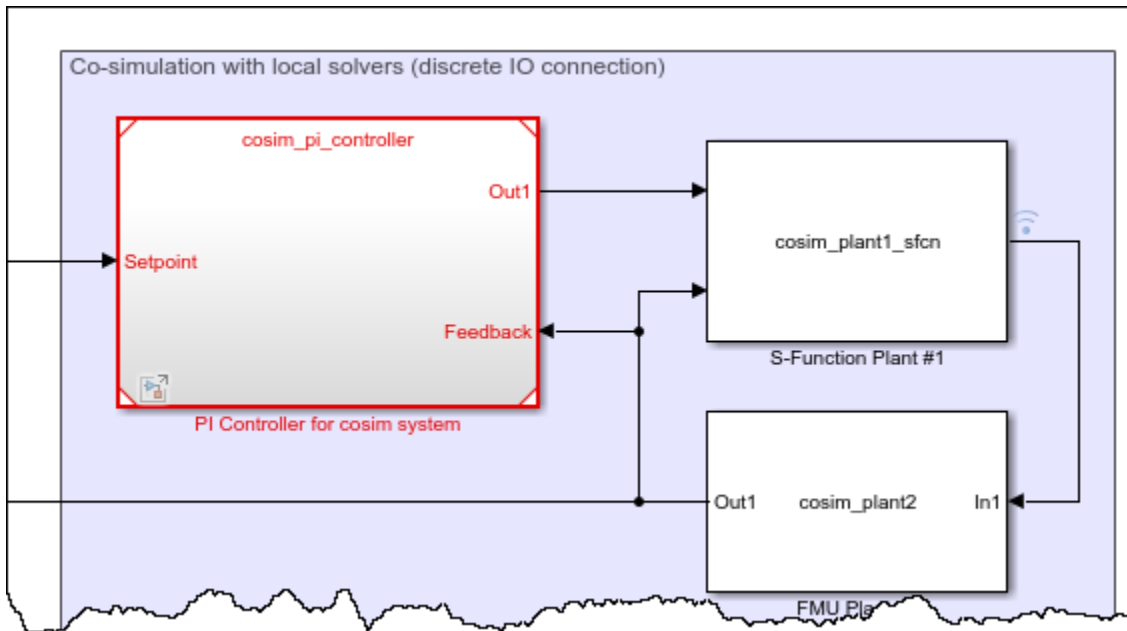 Co-simulation with local solvers (discrete IO connection)
cosim_pi_controller
Out1
Setpoint
Feedback
PI Controller for cosim system
cosim_plant1_sfcn
S-Function Plant #1
Out1
cosim_plant2
In1
FMU